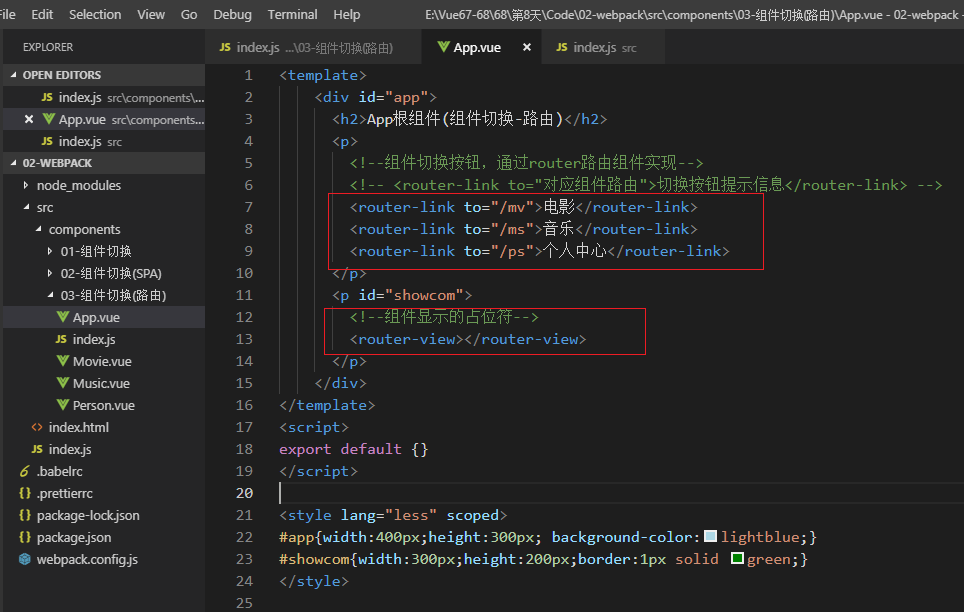 File Edit Selection View Go Debug Terminal Help E:\Vue67-68\68\第8天\Code\02-webpack\src\components\03-组件切换(路由)\App.vue - 02-webpack -
EXPLORER
JS index.js ...\03-组件切换(路由) App.vue × JS index.js src
OPEN EDITORS
JS index.js src\components\...
× App.vue src\components...
JS index.js src
02-WEBPACK
node_modules
src
components
01-组件切换
02-组件切换(SPA)
03-组件切换(路由)
App.vue
JS index.js
Movie.vue
Music.vue
Person.vue
<> index.html
JS index.js
6 .babelrc
{} .prettierrc
{} package-lock.json
{} package.json
webpack.config.js
1 <template>
2 <div id="app">
3 <h2>App根组件(组件切换-路由)</h2>
4 <p>
5 <!--组件切换按钮，通过router路由组件实现-->
6 <!-- <router-link to="对应组件路由">切换按钮提示信息</router-link> -->
7 <router-link to="/mv">电影</router-link>
8 <router-link to="/ms">音乐</router-link>
9 <router-link to="/ps">个人中心</router-link>
10 </p>
11 <p id="showcom">
12 <!--组件显示的占位符-->
13 <router-view></router-view>
14 </p>
15 </div>
16 </template>
17 <script>
18 export default {}
19 </script>
20
21 <style lang="less" scoped>
22 #app{width:400px;height:300px; background-color:lightblue;}
23 #showcom{width:300px;height:200px;border:1px solid green;}
24 </style>
25